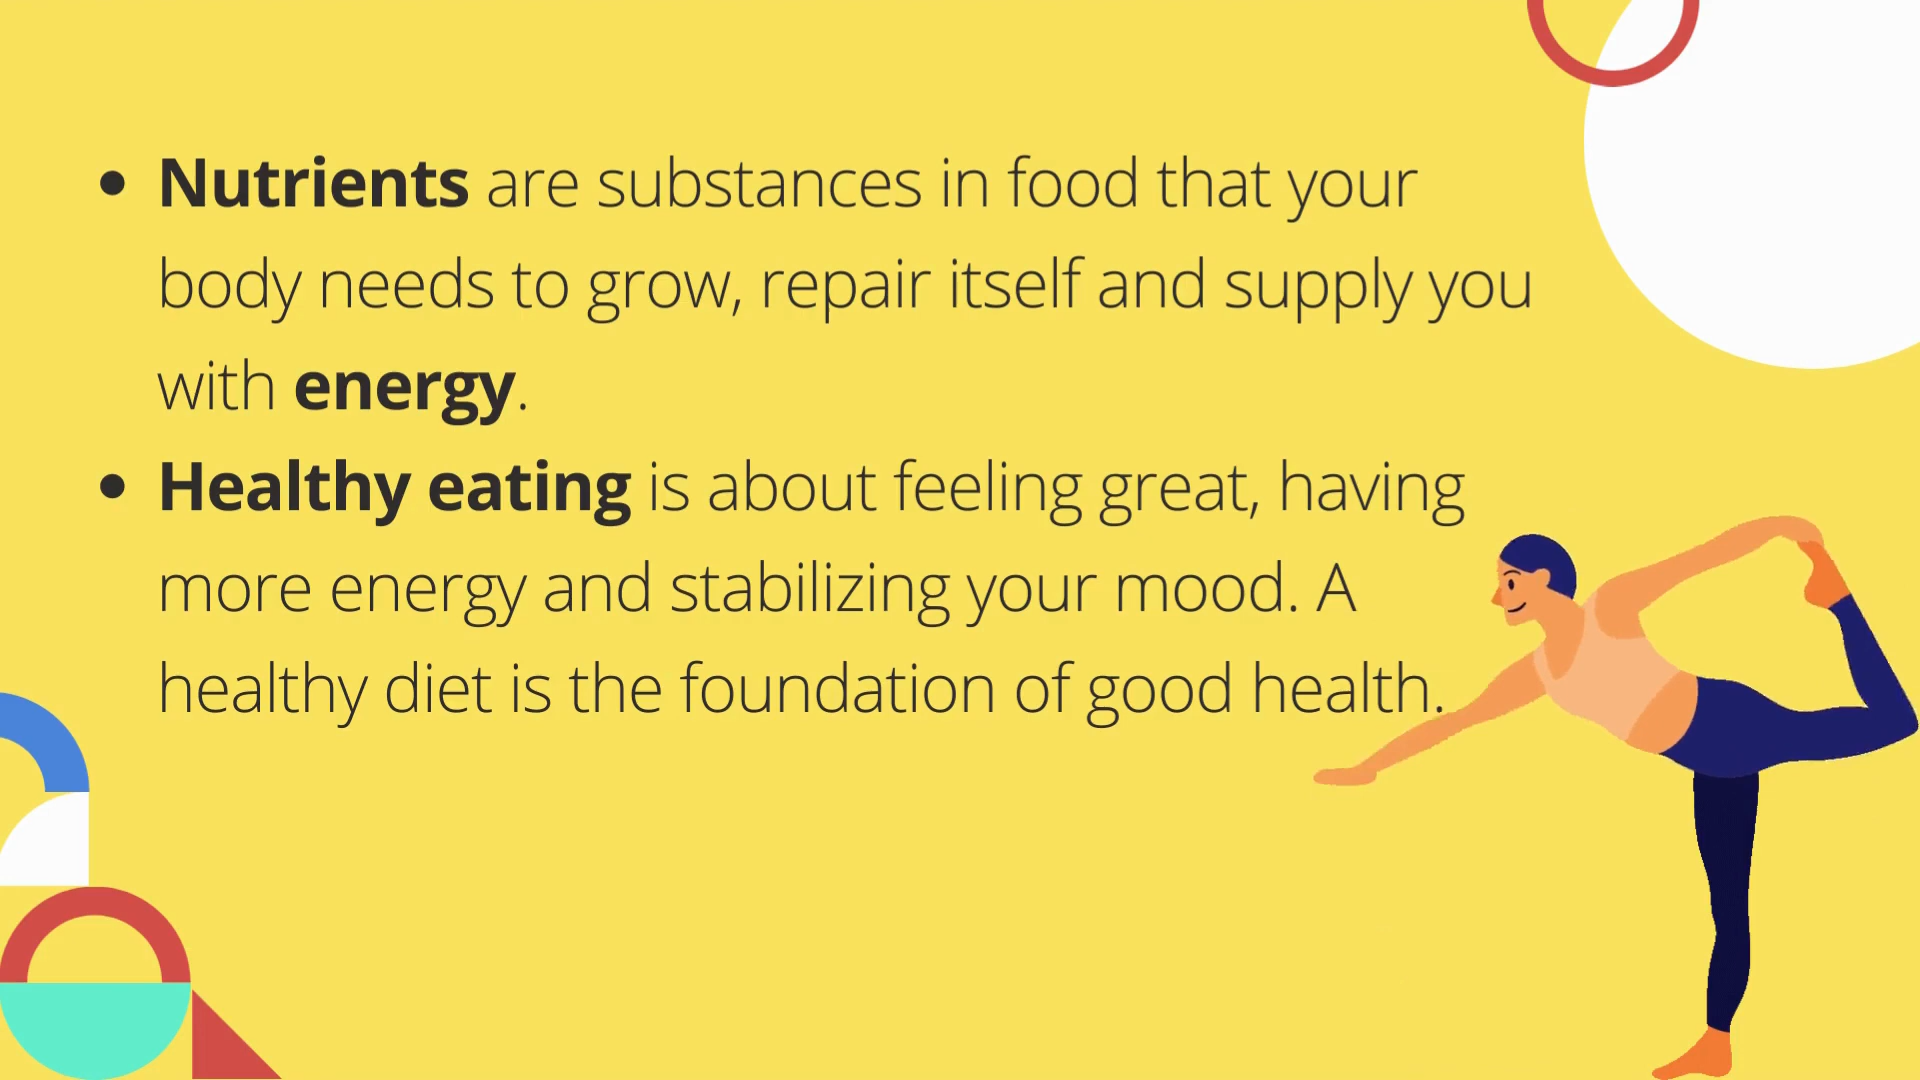 • Nutrients are substances in food that your
body needs to grow, repair itself and supply you
with energy.
• Healthy eating is about feeling great, having
more energy and stabilizing your mood. A
healthy diet is the foundation of good health.